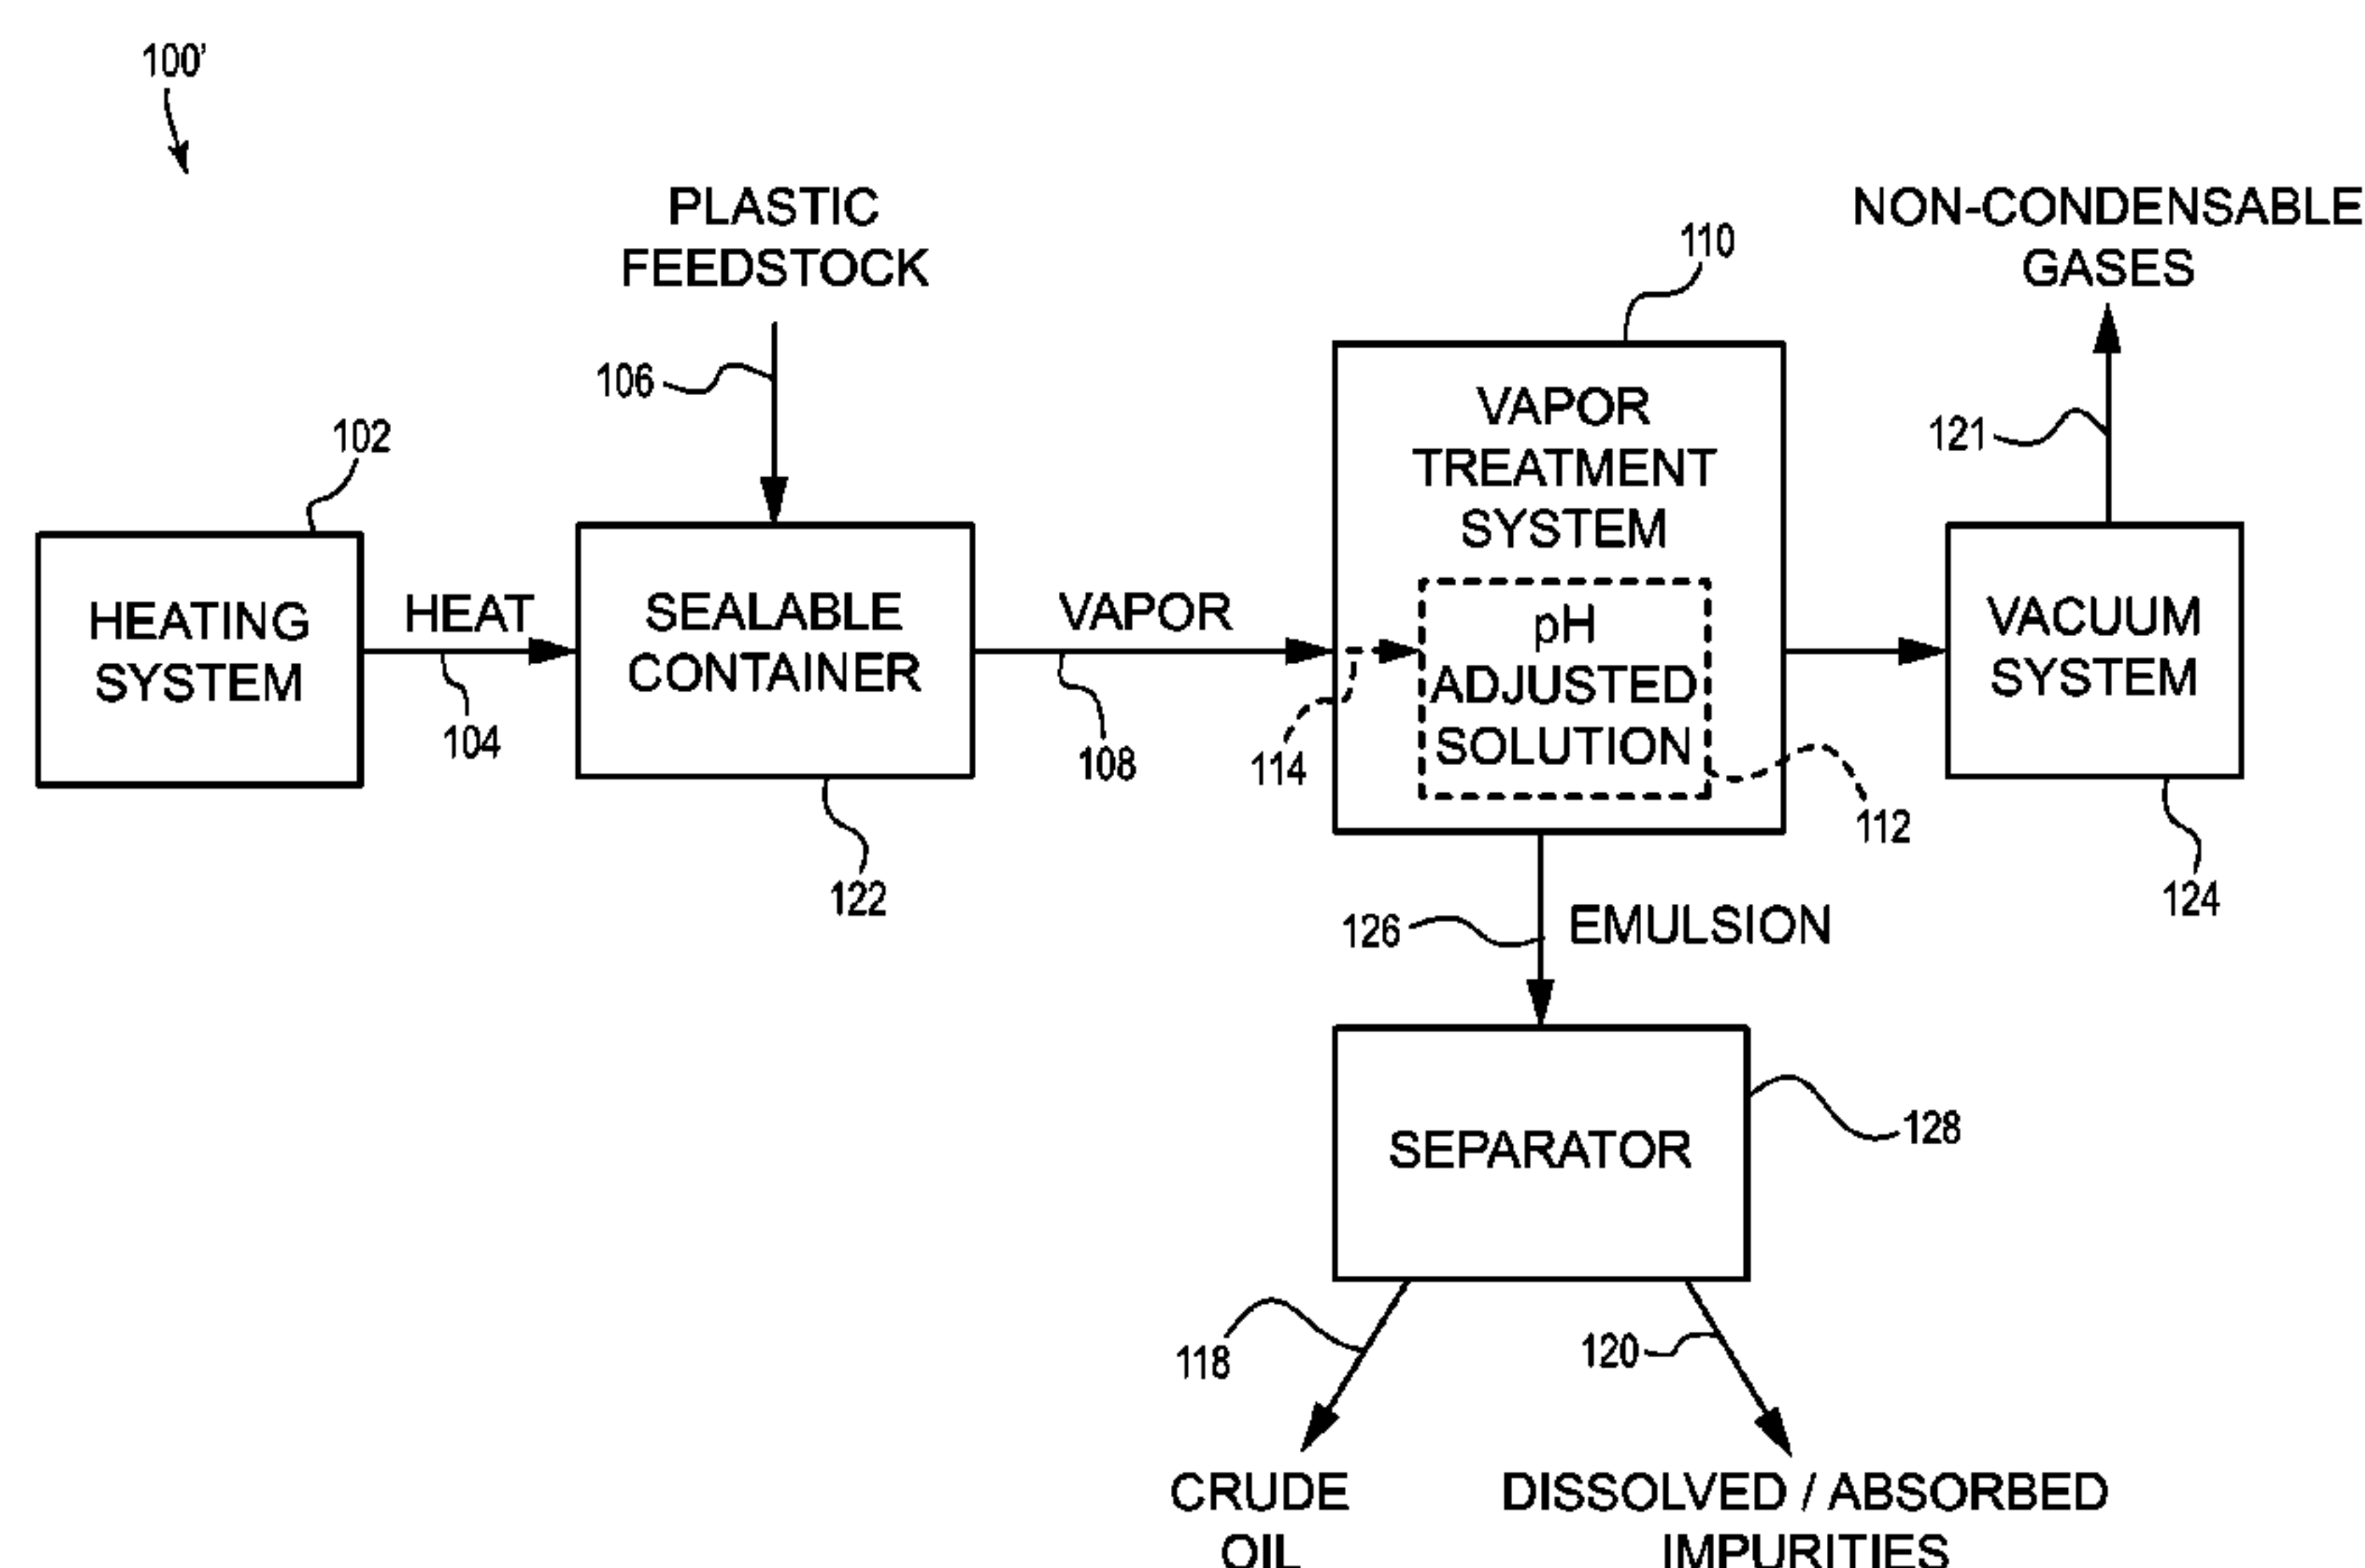 100'
PLASTIC
FEEDSTOCK
NON-CONDENSABLE
GASES
110
106
121
102
VAPOR
TREATMENT
SYSTEM
HEATING
SYSTEM
HEAT
104
SEALABLE
CONTAINER
122
VAPOR
108
114
pH
ADJUSTED
SOLUTION
112
VACUUM
SYSTEM
124
126
EMULSION
SEPARATOR
128
118
120
CRUDE
OIL
DISSOLVED / ABSORBED
IMPURITIES